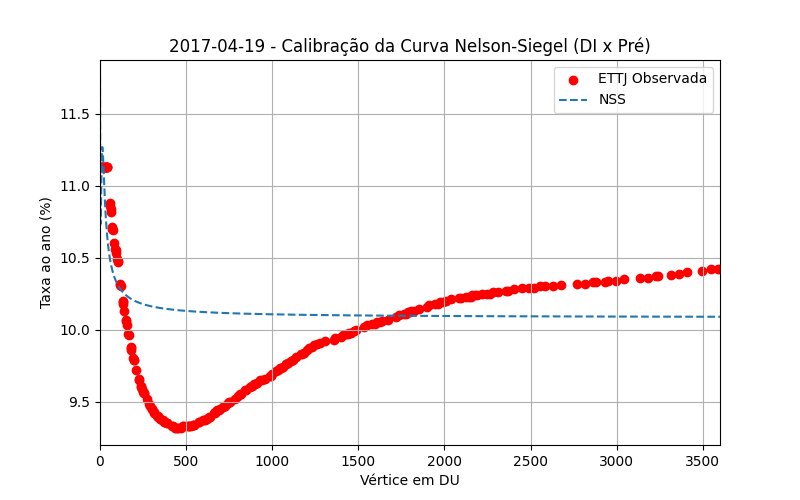 2017-04-19 - Calibração da Curva Nelson-Siegel (DI x Pré)
ETTJ Observada
NSS
Taxa ao ano (%)
11.5
11.0
10.5
10.0
9.5
0 500 1000 1500 2000 2500 3000 3500
Vértice em DU